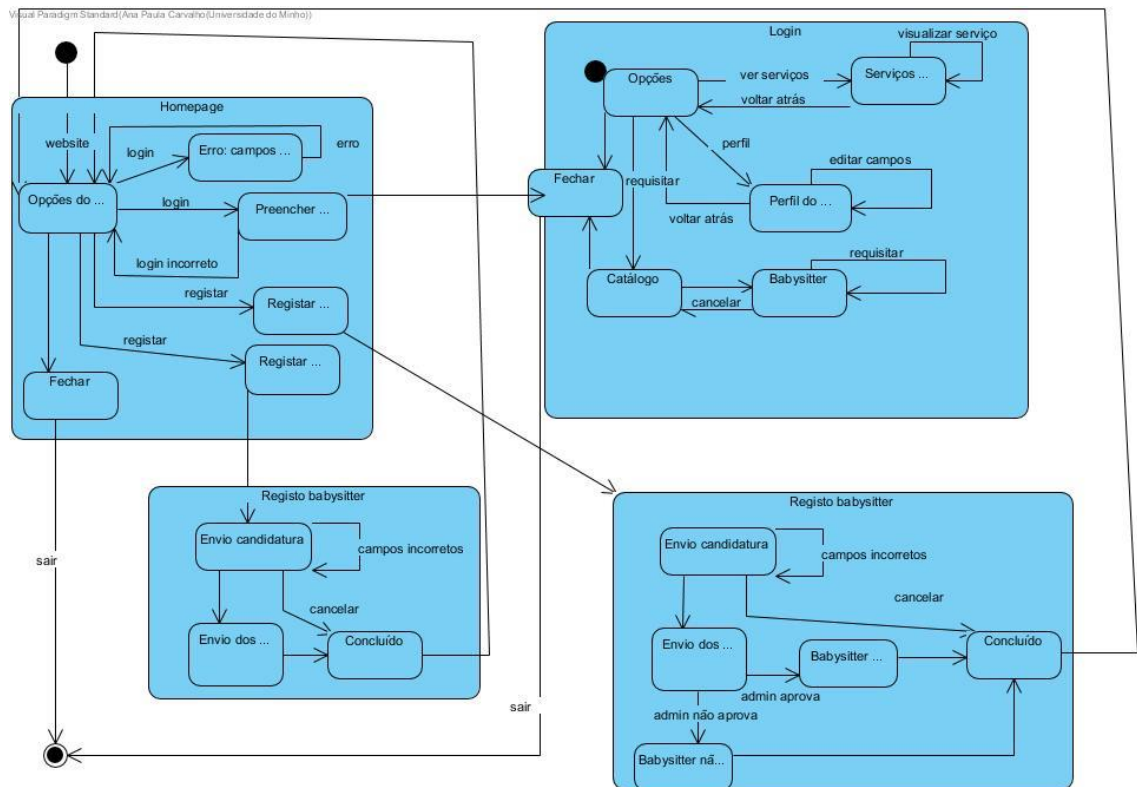 Visual Paradigm Standard(Ana Paula Carvalho(Universidade do Minho))
Homepage
website
login
Erro: campos ...
erro
Opções do ...
login
Preencher ...
login incorreto
registar
Registar ...
registar
Registar ...
Fechar
sair
Login
visualizar serviço
Opções
ver serviços
Serviços ...
voltar atrás
perfil
editar campos
Fechar
requisitar
Perfil do ...
voltar atrás
requisitar
Catálogo
Babysitter
cancelar
Registo babysitter
Envio candidatura
campos incorretos
cancelar
Envio dos ...
Concluído
sair
Registo babysitter
Envio candidatura
campos incorretos
cancelar
Envio dos ...
Babysitter ...
Concluído
admin aprova
admin não aprova
Babysitter nã...